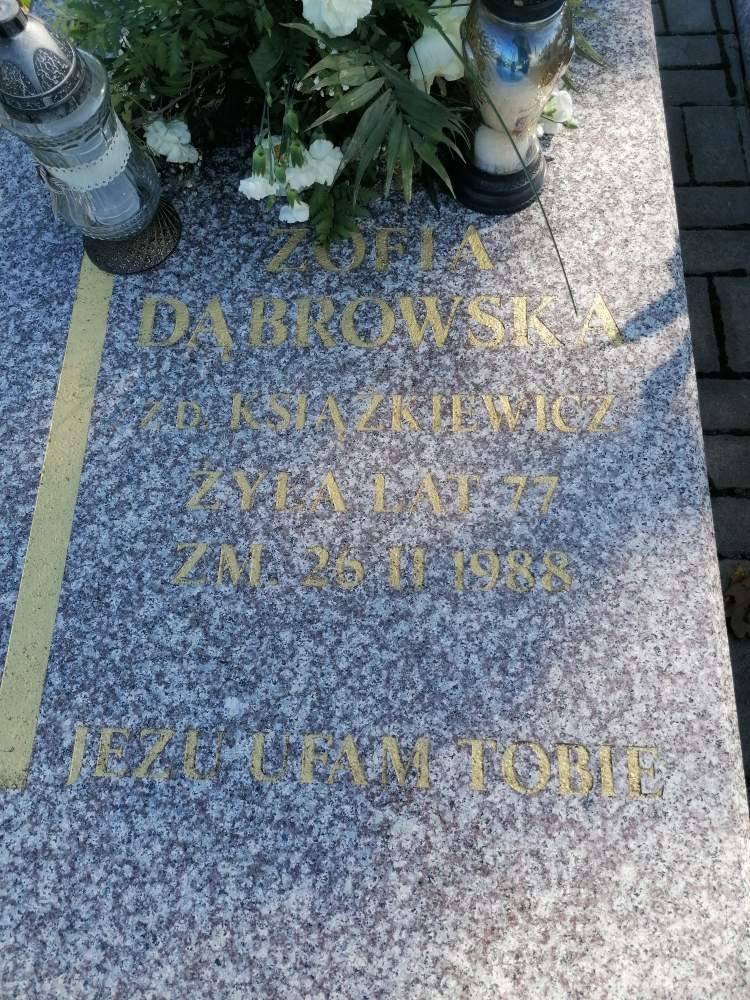 ZOFIA
DĄBROWSKA
Z D. KSIĄŻKIEWICZ
ŻYŁA LAT 77
ZM. 26 II 1988
JEZU UFAM TOBIE